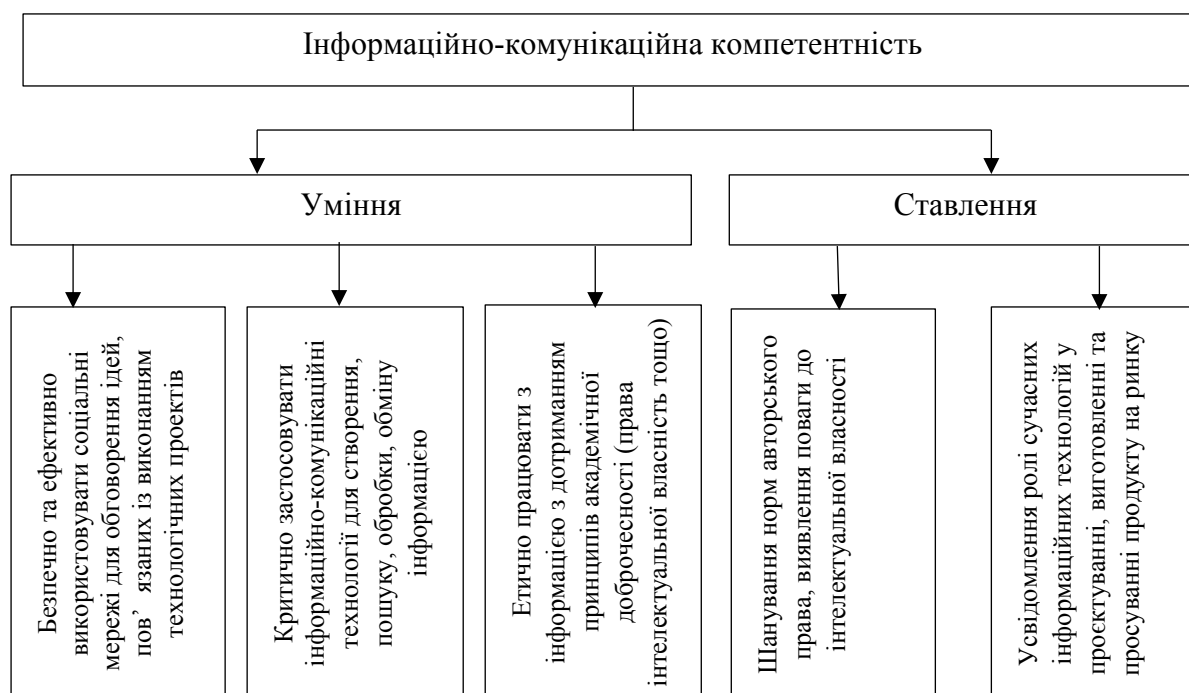 Інформаційно-комунікаційна компетентність
Уміння
Ставлення
Безпечно та ефективно
використовувати соціальні
мережі для обговорення ідей,
пов’ язаних із виконанням
технологічних проектів
Критично застосовувати
інформаційно-комунікаційні
технології для створення,
пошуку, обробки, обміну
інформацією
Етично працювати з
інформацією з дотриманням
принципів академічної
доброчесності (права
інтелектуальної власність тощо)
Шанування норм авторського
права, виявлення поваги до
інтелектуальної власності
Усвідомлення ролі сучасних
інформаційних технологій у
проєктуванні, виготовленні та
просуванні продукту на ринку